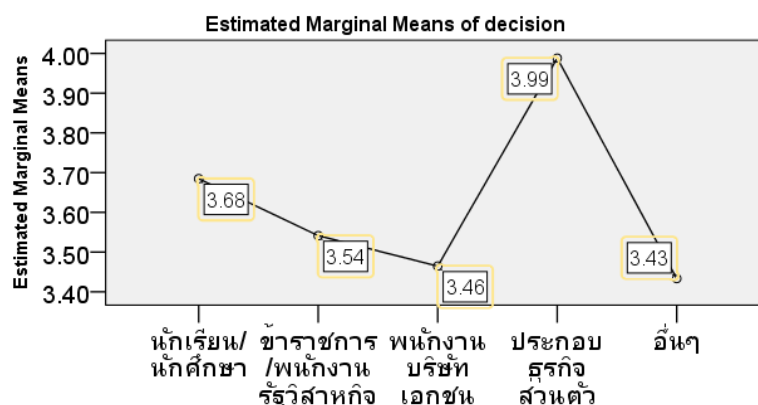 Estimated Marginal Means of decision
Estimated Marginal Means
4.00
3.90
3.80
3.70
3.60
3.50
3.40
3.68
3.54
3.46
3.99
3.43
นักเรียน/
นักศึกษา
ข้าราชการ
/พนักงาน
รัฐวิสาหกิจ
พนักงาน
บริษัท
เอกชน
ประกอบ
ธุรกิจ
ส่วนตัว
อื่นๆ